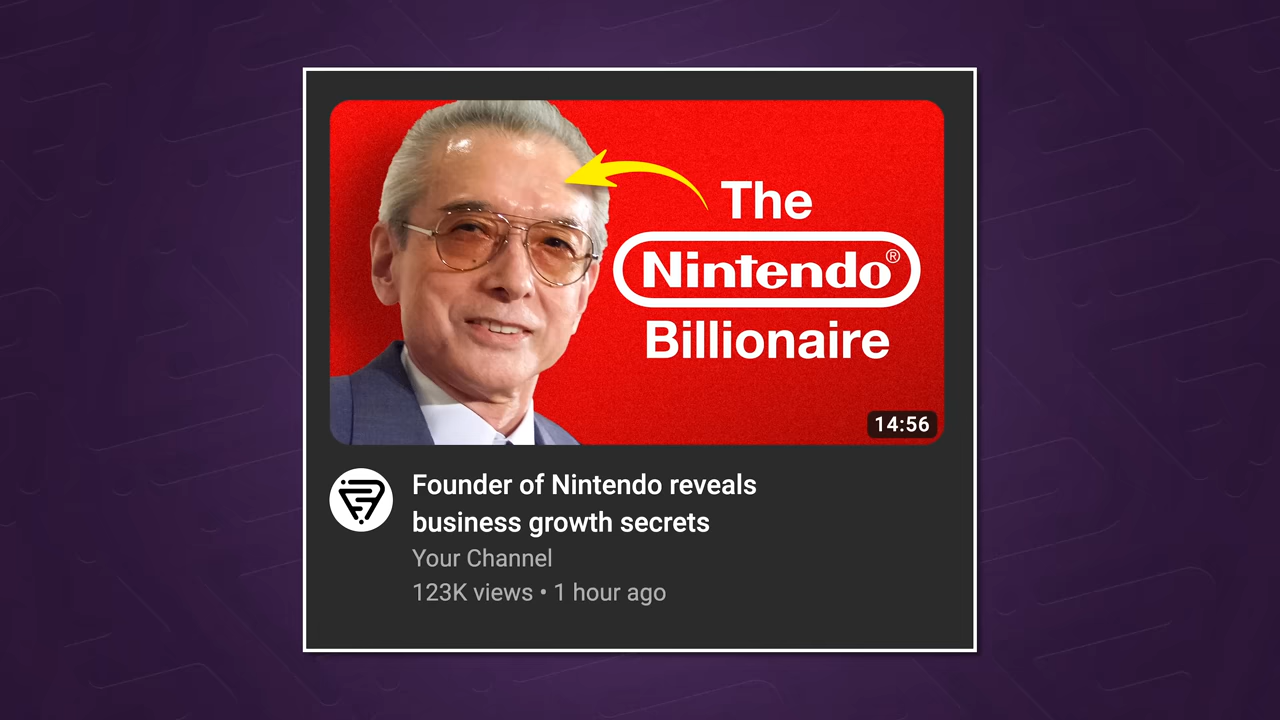 The
Nintendo®
Billionaire
14:56
Founder of Nintendo reveals
business growth secrets
Your Channel
123K views • 1 hour ago